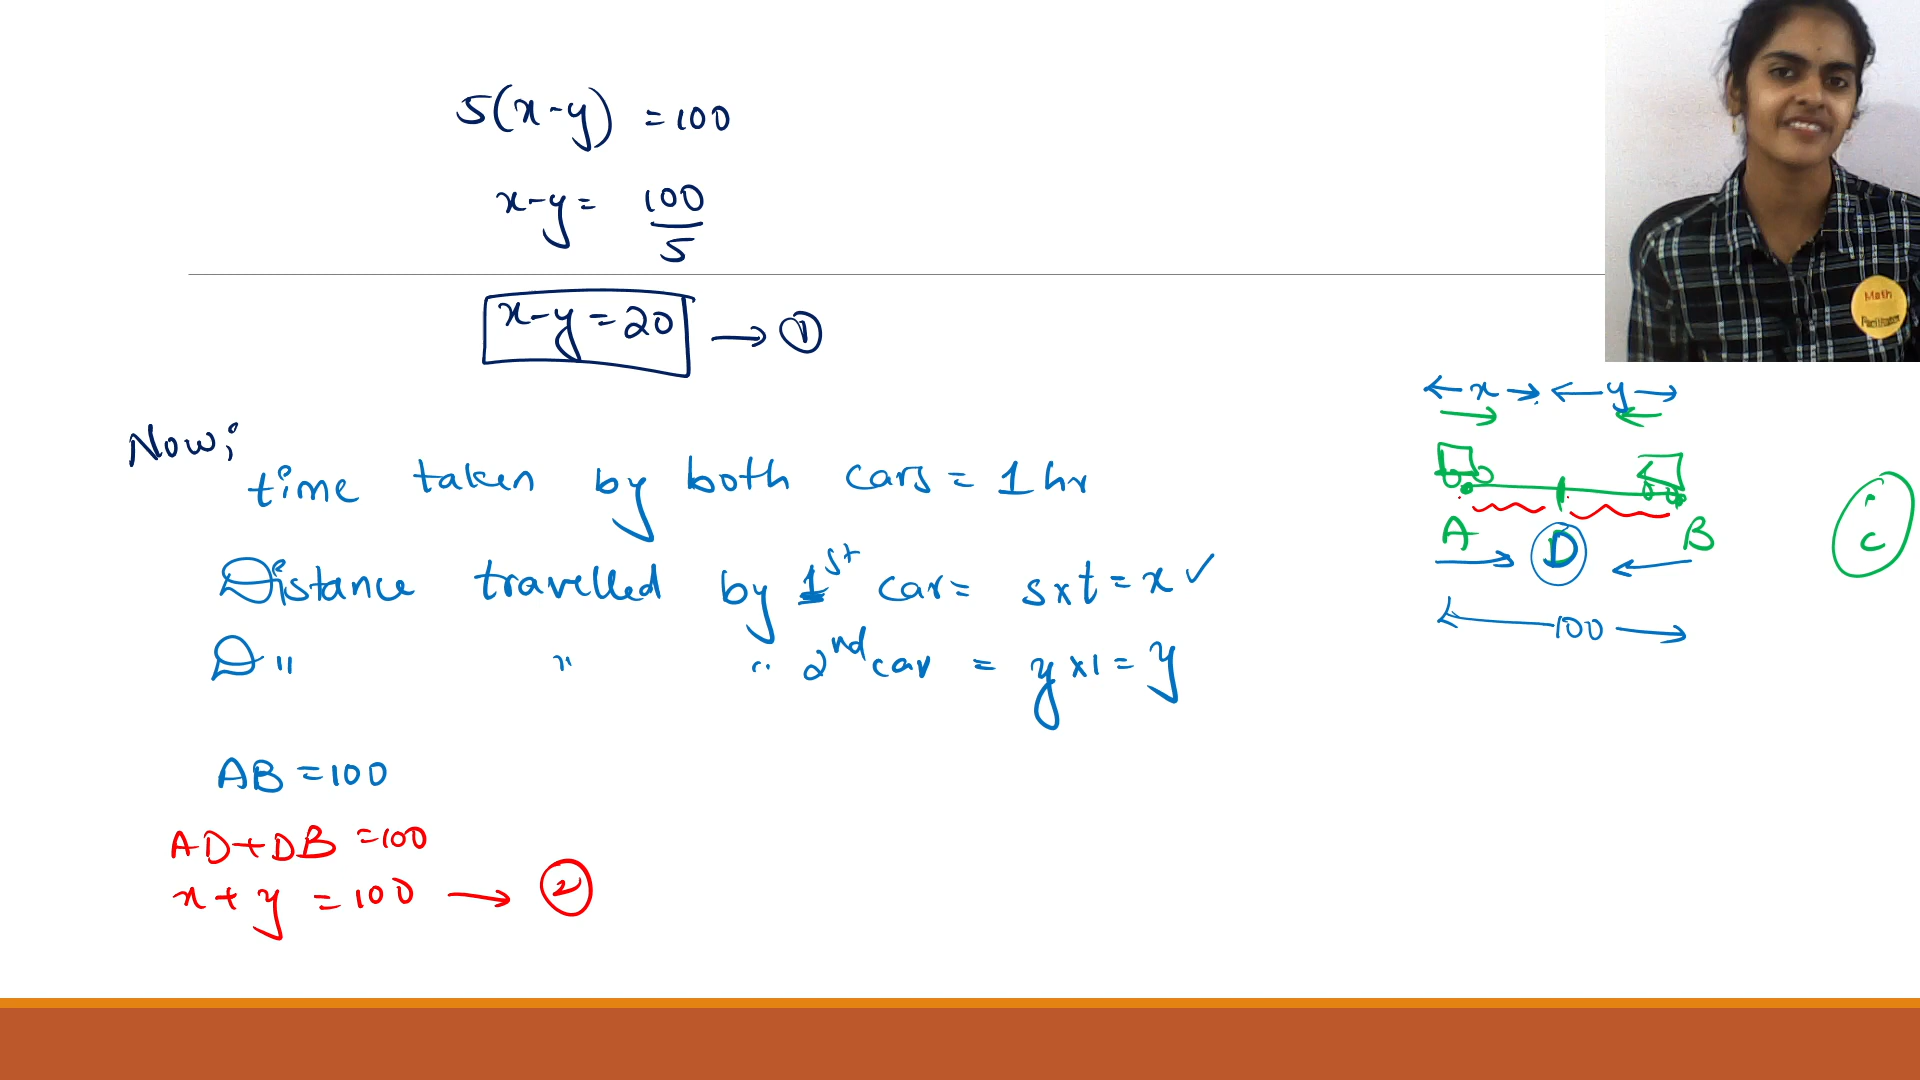 5(x-y) = 100
x-y = 100/5
x-y = 20 → ①
Now;
time taken by both cars = 1 hr
Distance travelled by 1st car = s x t = x ✓
D " " " 2nd car = y x 1 = y
AB = 100
AD + DB = 100
x + y = 100 → ②
Math
Facilitator
← x → ← y →
A D B
C
← 100 →